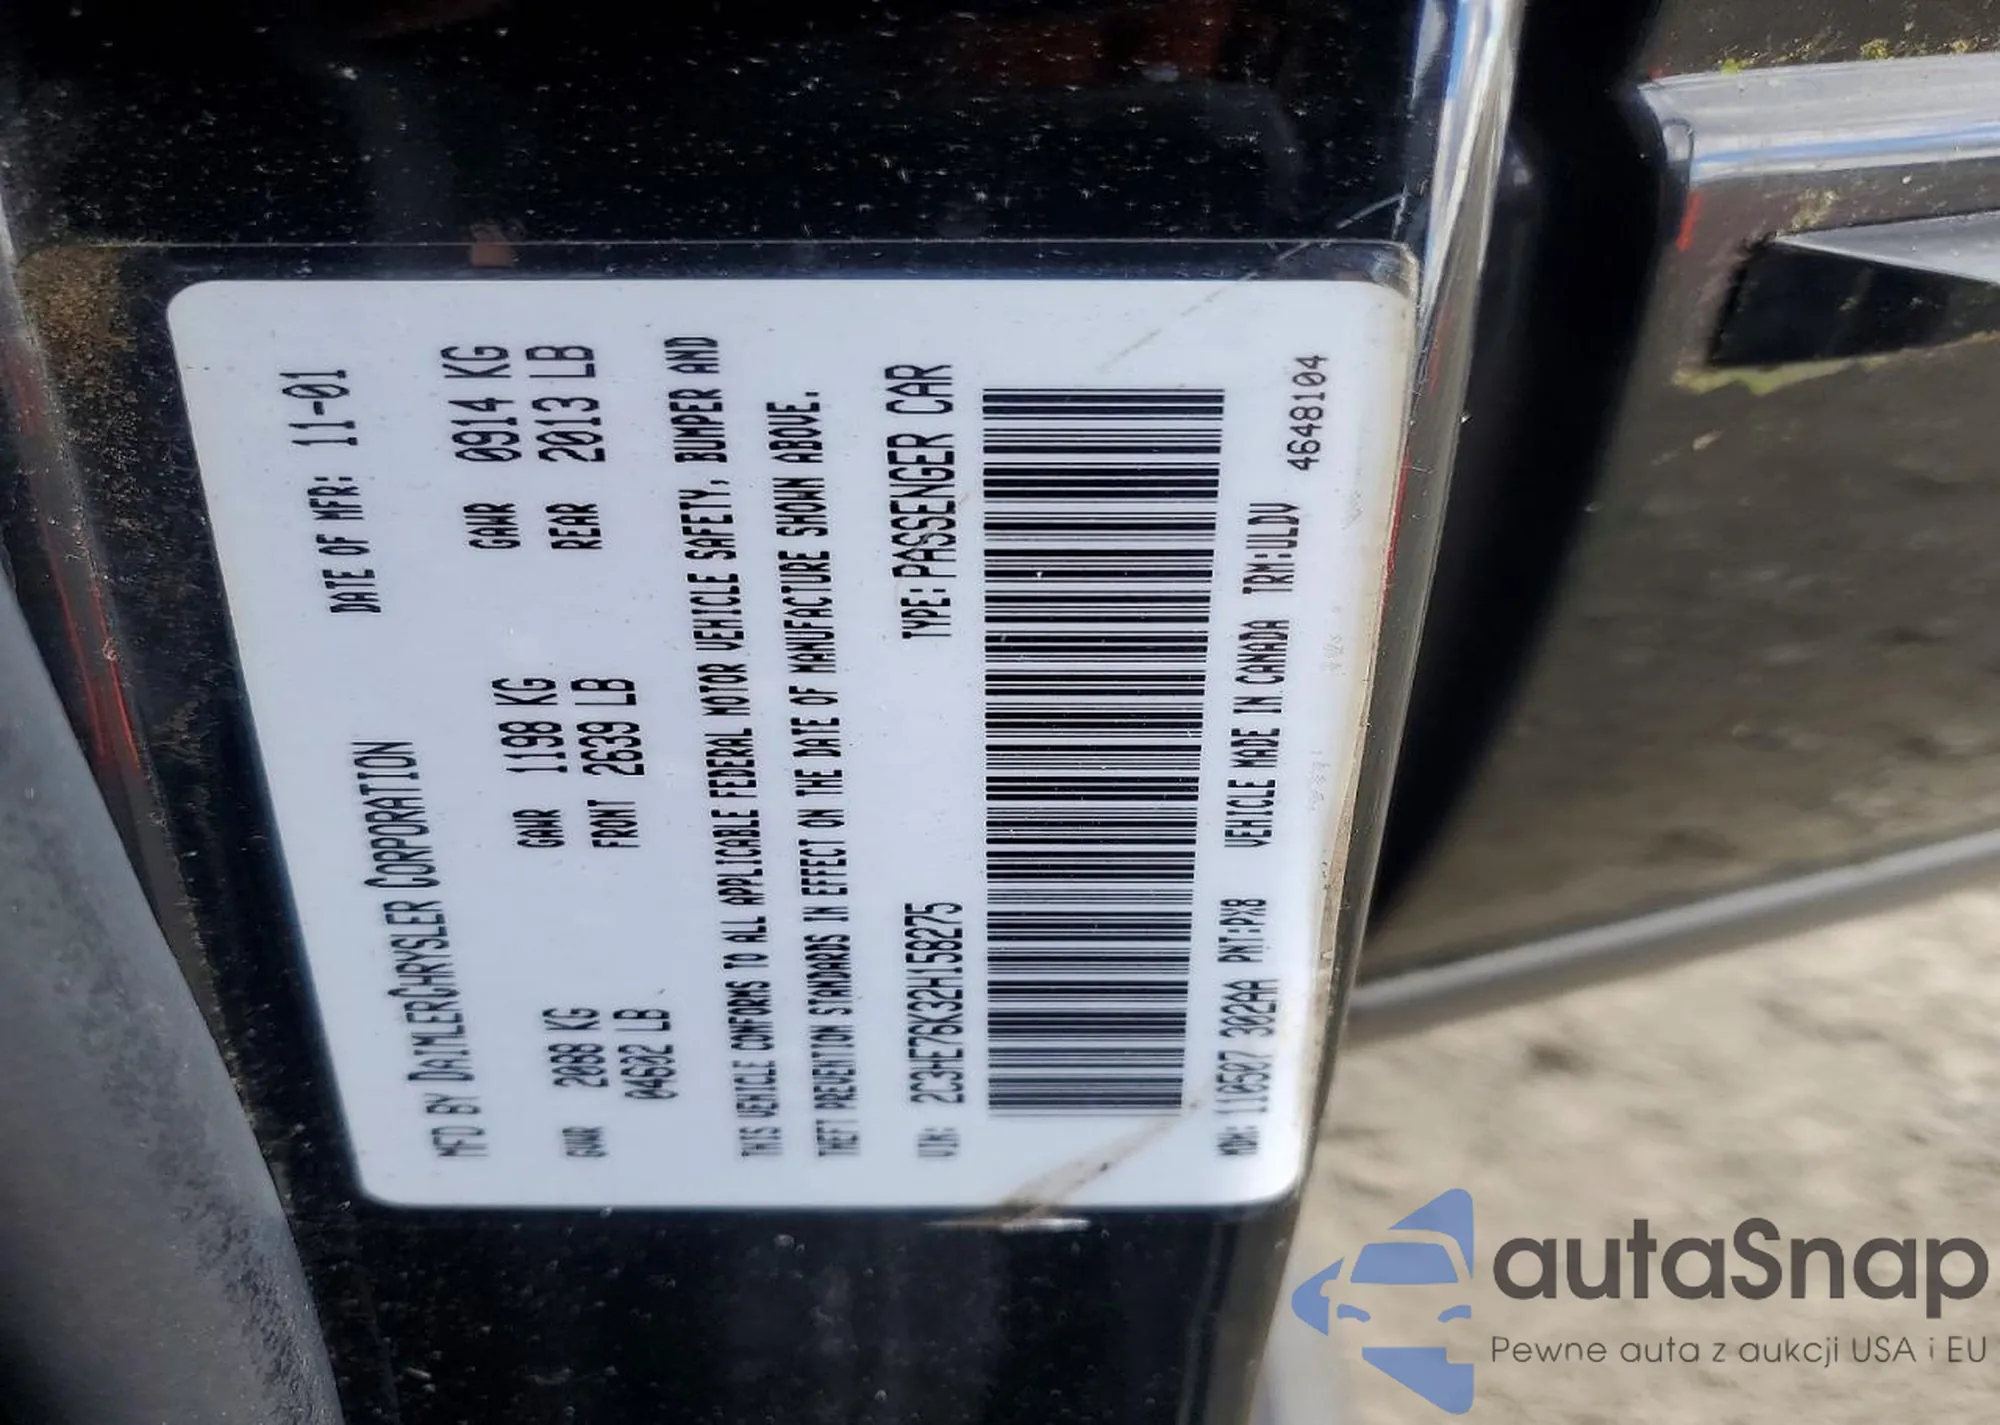 MFD BY DAIMLERCHRYSLER CORPORATION DATE OF MFR: 11-01
GVWR 2088 KG GAWR 1198 KG GAWR 0914 KG
04602 LB FRONT 2639 LB REAR 2013 LB
THIS VEHICLE CONFORMS TO ALL APPLICABLE FEDERAL MOTOR VEHICLE SAFETY, BUMPER AND
THEFT PREVENTION STANDARDS IN EFFECT ON THE DATE OF MANUFACTURE SHOWN ABOVE.
VIN: 2C3HE76K32H158275 TYPE: PASSENGER CAR
MDH: 110507 302AA PNT:PX8 VEHICLE MADE IN CANADA TRM:ULDV 4648104
autaSnap
Pewne auta z aukcji USA i EU